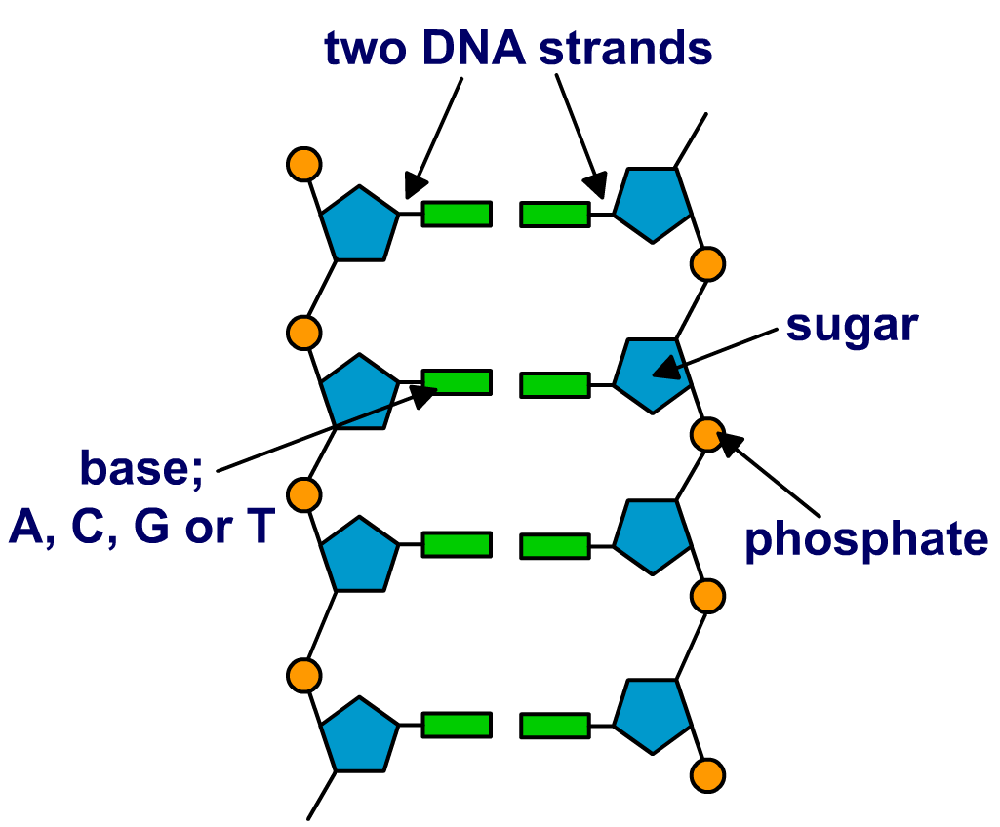 two DNA strands
sugar
base;
A, C, G or T
phosphate